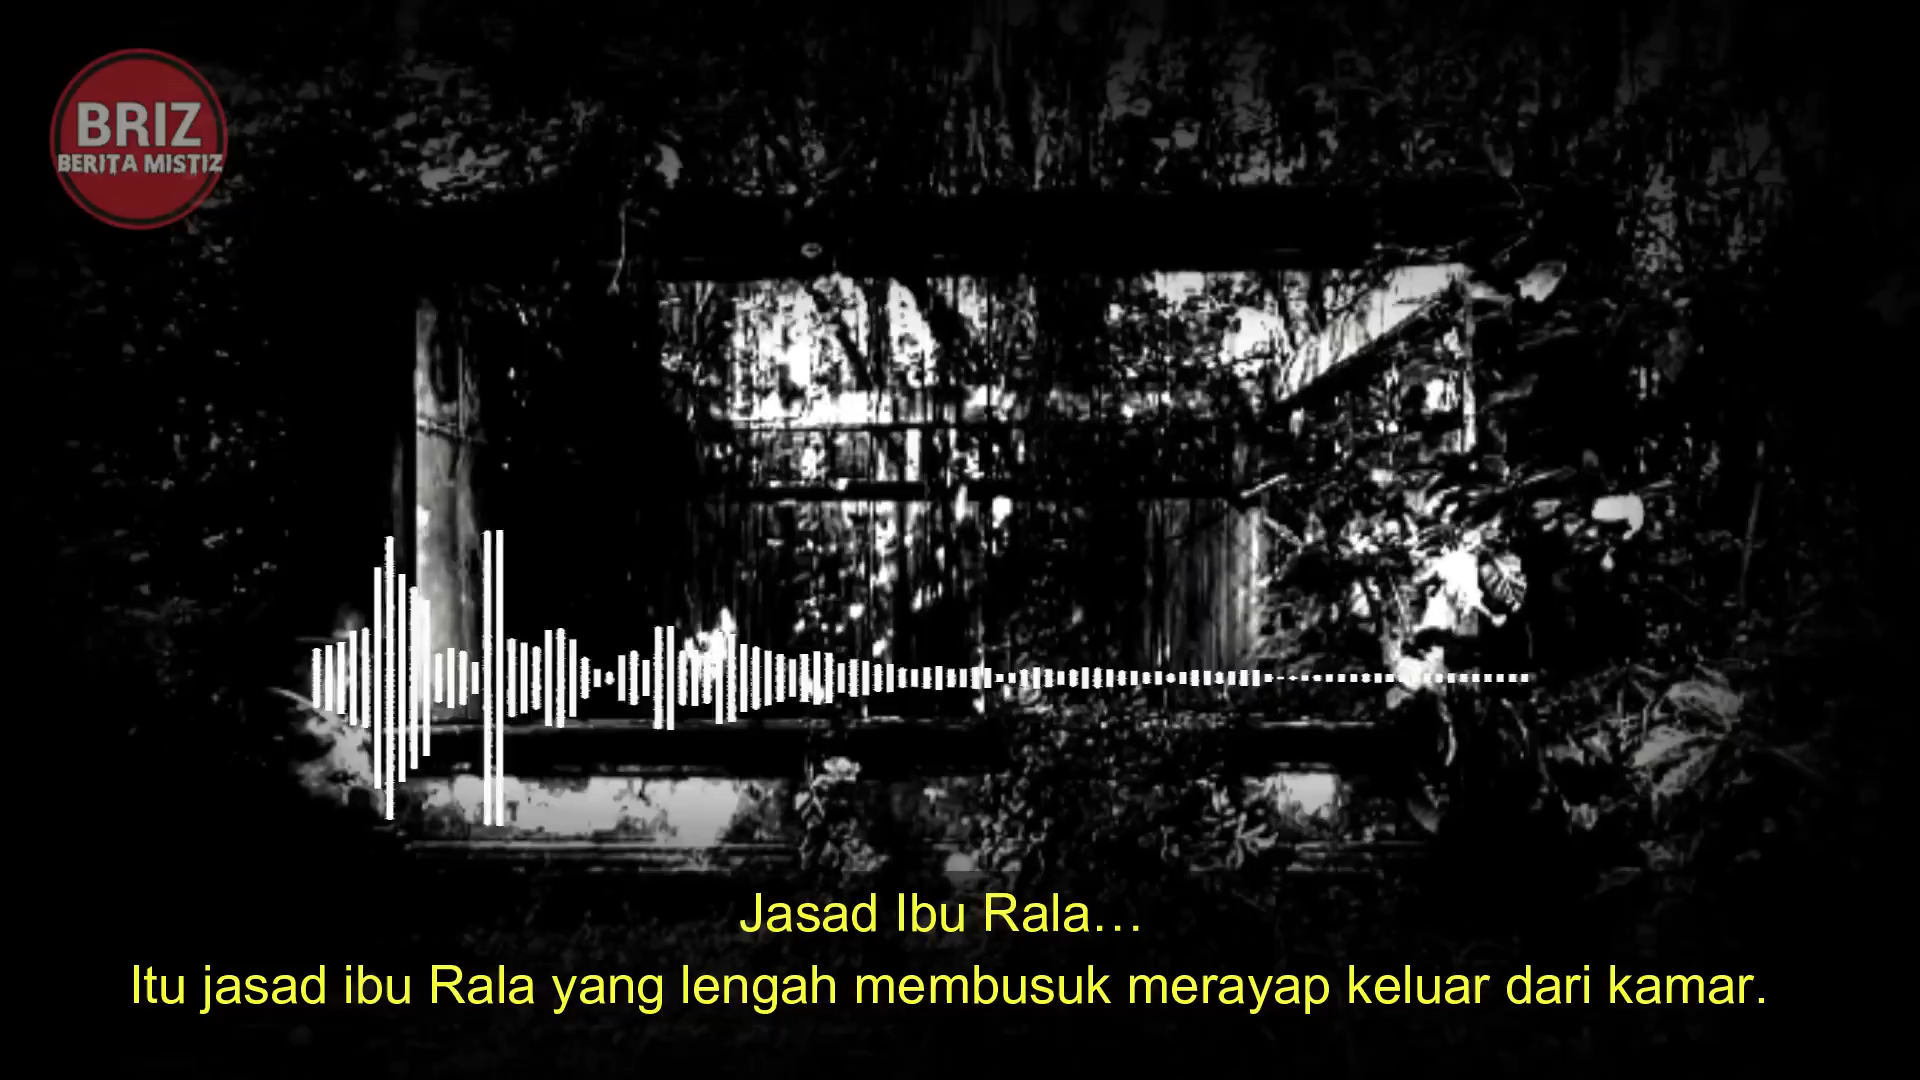 BRIZ
BERITA MISTIZ
Jasad Ibu Rala…
Itu jasad ibu Rala yang lengah membusuk merayap keluar dari kamar.